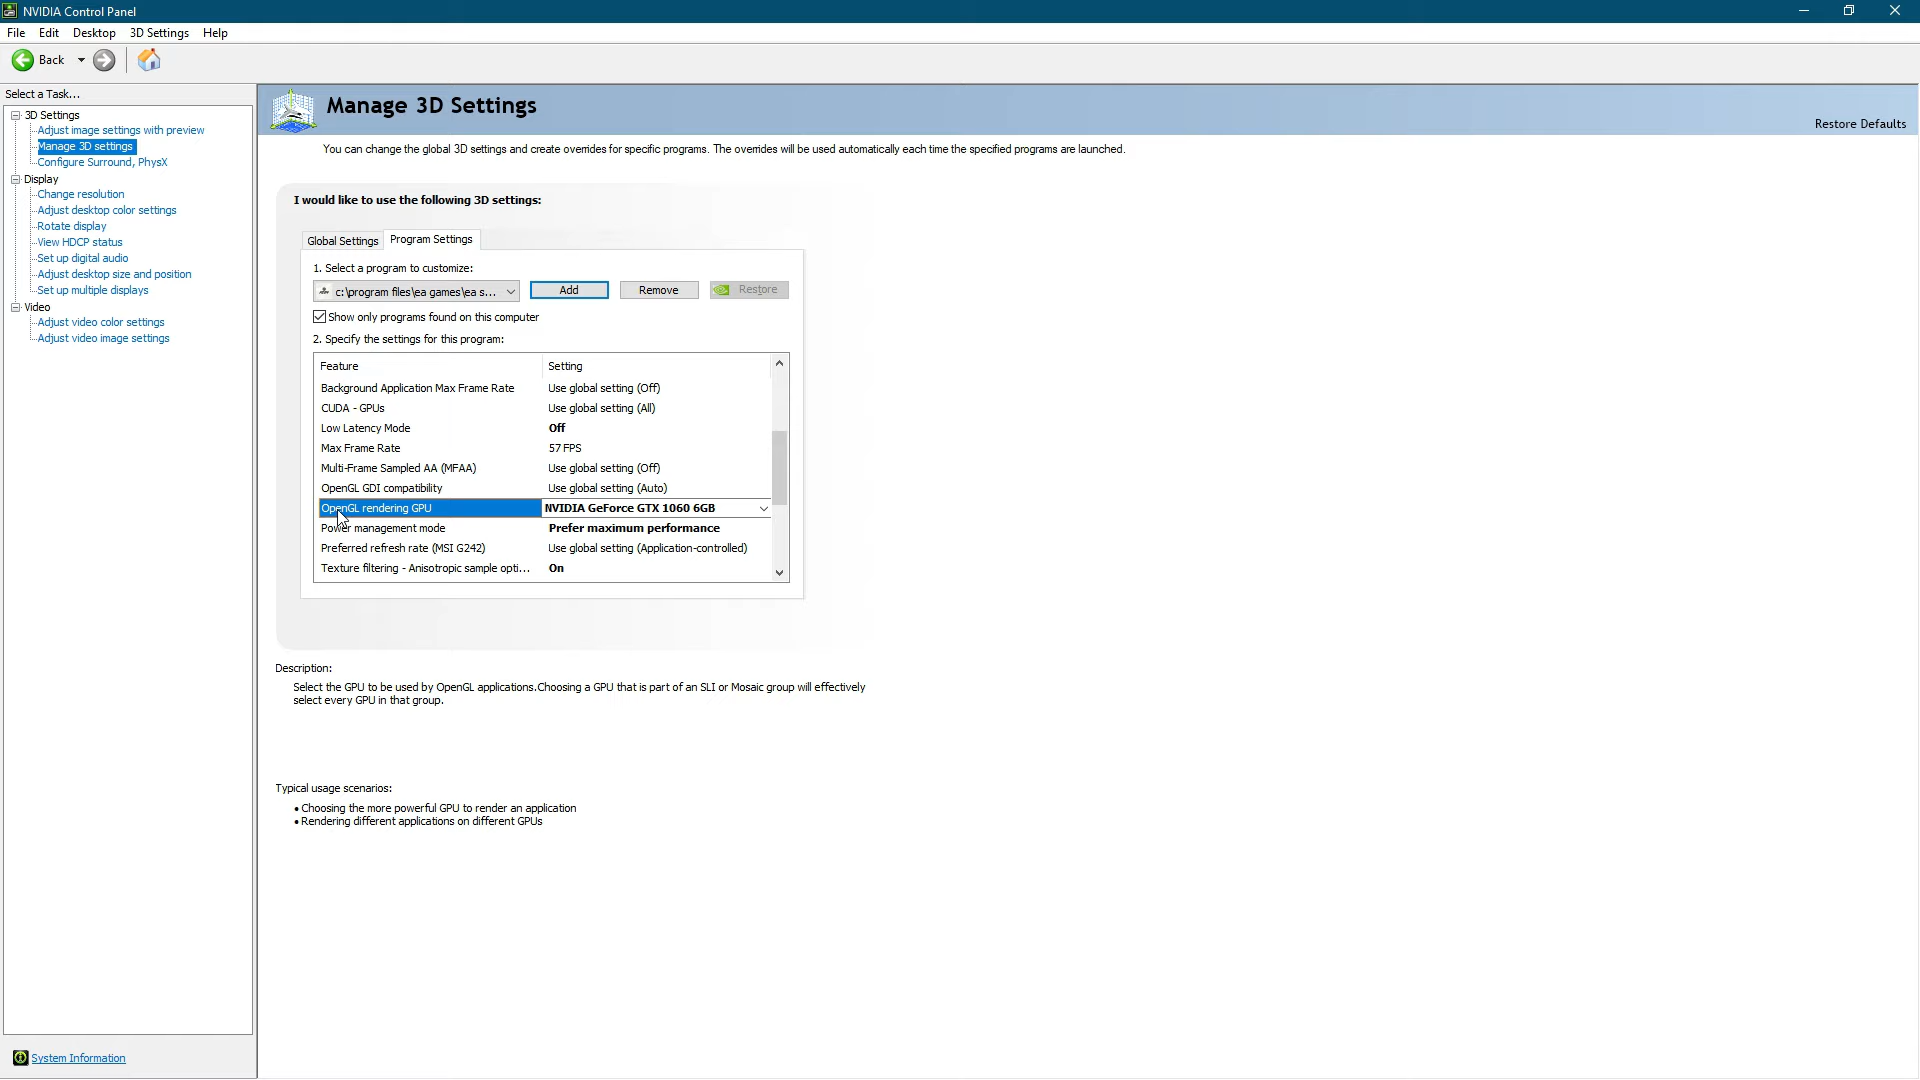 NVIDIA Control Panel
File Edit Desktop 3D Settings Help
Back
Select a Task...
3D Settings
Adjust image settings with preview
Manage 3D settings
Configure Surround, PhysX
Display
Change resolution
Adjust desktop color settings
Rotate display
View HDCP status
Set up digital audio
Adjust desktop size and position
Set up multiple displays
Video
Adjust video color settings
Adjust video image settings
System Information
Manage 3D Settings
Restore Defaults
You can change the global 3D settings and create overrides for specific programs. The overrides will be used automatically each time the specified programs are launched.
I would like to use the following 3D settings:
Global Settings Program Settings
1. Select a program to customize:
c:\program files\ea games\ea s... Add Remove Restore
Show only programs found on this computer
2. Specify the settings for this program:
Feature Setting
Background Application Max Frame Rate Use global setting (Off)
CUDA - GPUs Use global setting (All)
Low Latency Mode Off
Max Frame Rate 57 FPS
Multi-Frame Sampled AA (MFAA) Use global setting (Off)
OpenGL GDI compatibility Use global setting (Auto)
OpenGL rendering GPU NVIDIA GeForce GTX 1060 6GB
Power management mode Prefer maximum performance
Preferred refresh rate (MSI G242) Use global setting (Application-controlled)
Texture filtering - Anisotropic sample opti... On
Description:
Select the GPU to be used by OpenGL applications.Choosing a GPU that is part of an SLI or Mosaic group will effectively
select every GPU in that group.
Typical usage scenarios:
• Choosing the more powerful GPU to render an application
• Rendering different applications on different GPUs